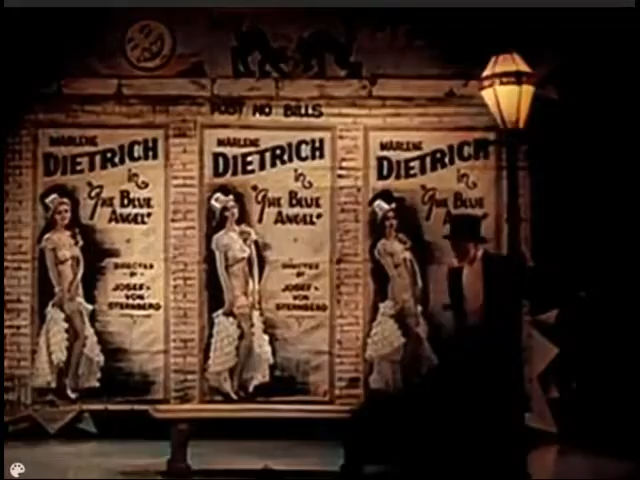 POST NO BILLS
MARLENE
DIETRICH
in
"THE BLUE
ANGEL"
DIRECTED
BY
JOSEF-
VON
STERNBERG
MARLENE
DIETRICH
in
"THE BLUE
ANGEL"
DIRECTED
BY
JOSEF-
VON
STERNBERG
MARLENE
DIETRICH
in
"THE BLUE
ANGEL"